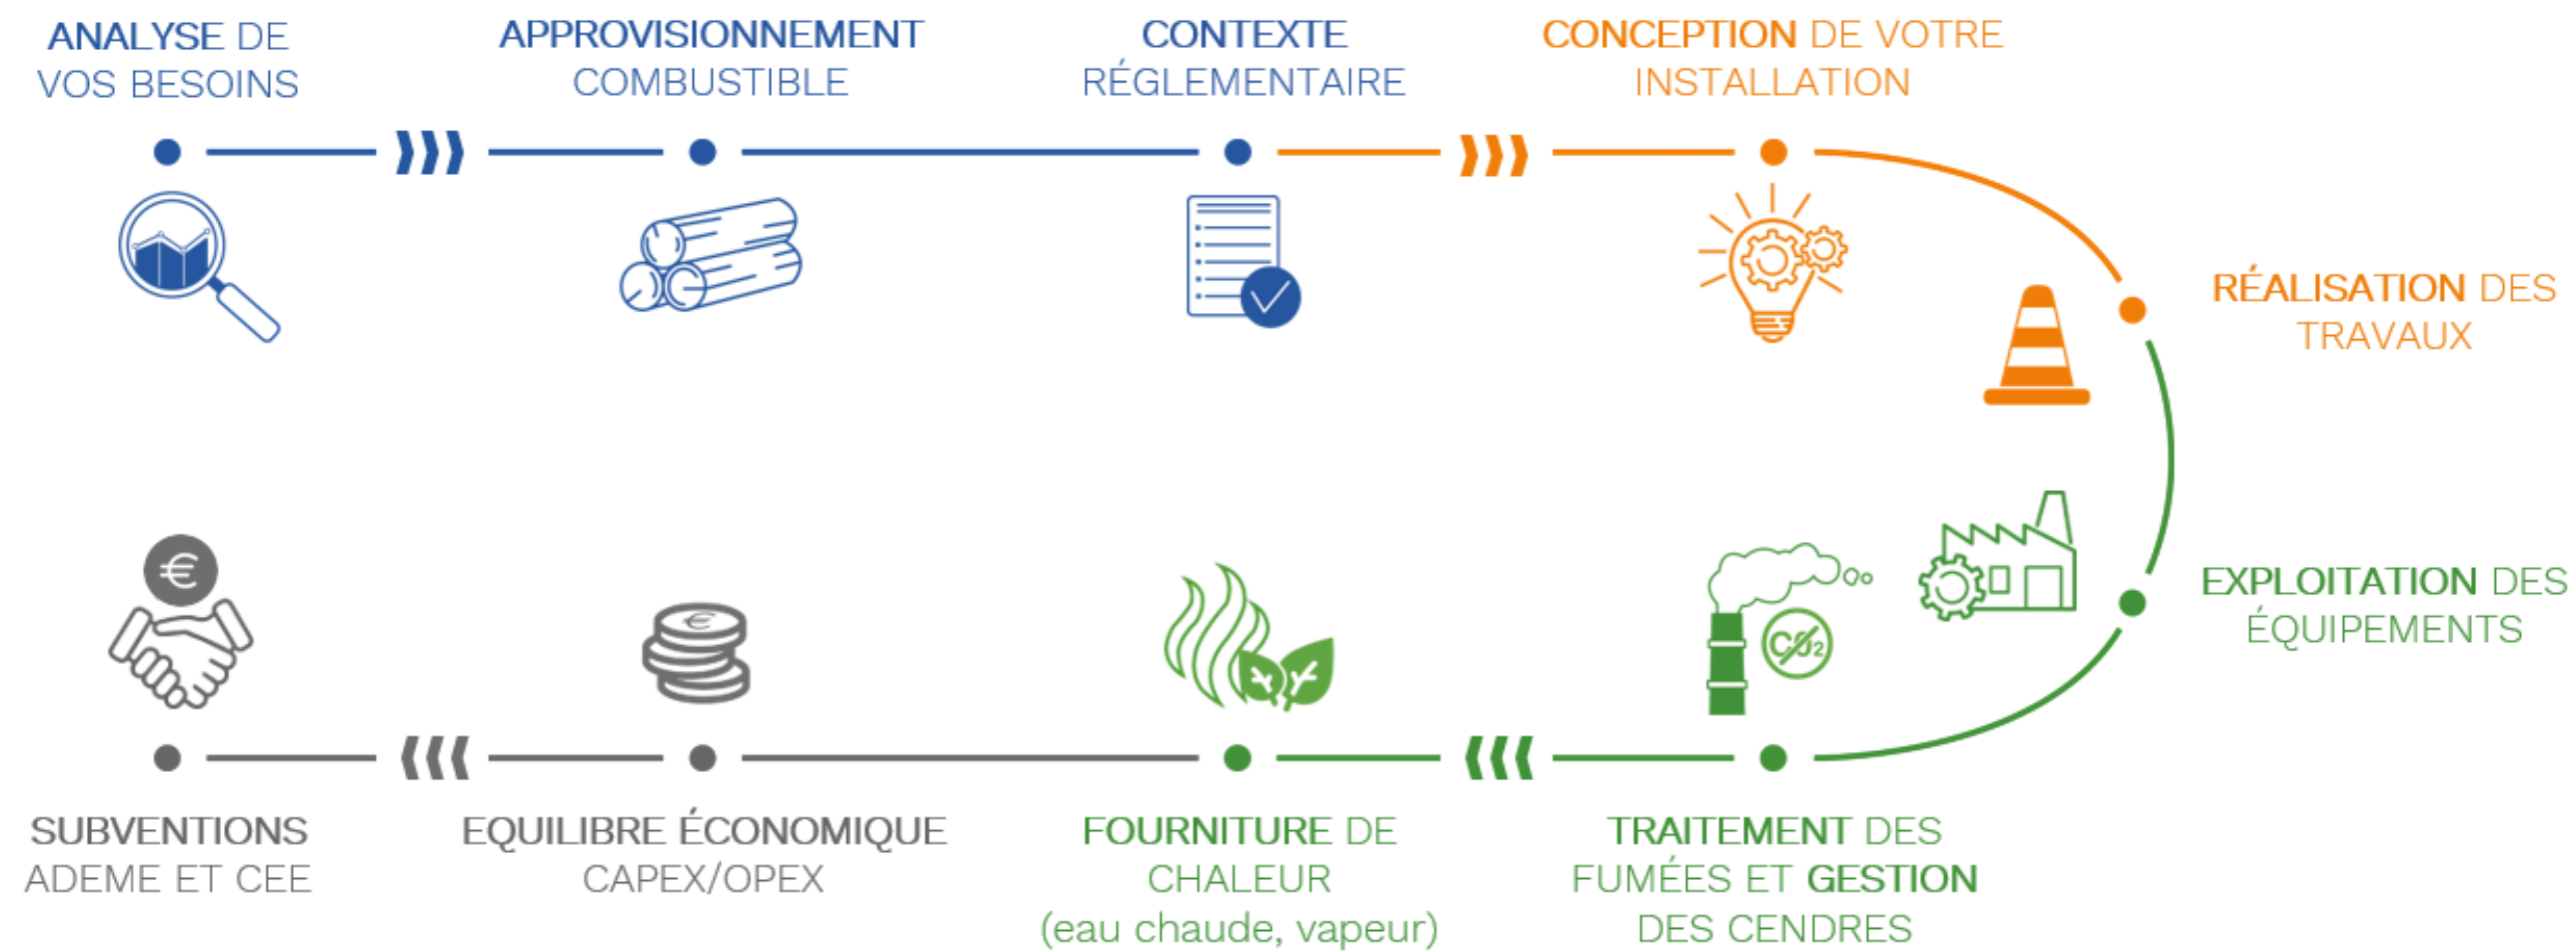 ANALYSE DE
VOS BESOINS
APPROVISIONNEMENT
COMBUSTIBLE
CONTEXTE
RÉGLEMENTAIRE
CONCEPTION DE VOTRE
INSTALLATION
RÉALISATION DES
TRAVAUX
EXPLOITATION DES
ÉQUIPEMENTS
CO2
TRAITEMENT DES
FUMÉES ET GESTION
DES CENDRES
FOURNITURE DE
CHALEUR
(eau chaude, vapeur)
€
EQUILIBRE ÉCONOMIQUE
CAPEX/OPEX
€
SUBVENTIONS
ADEME ET CEE